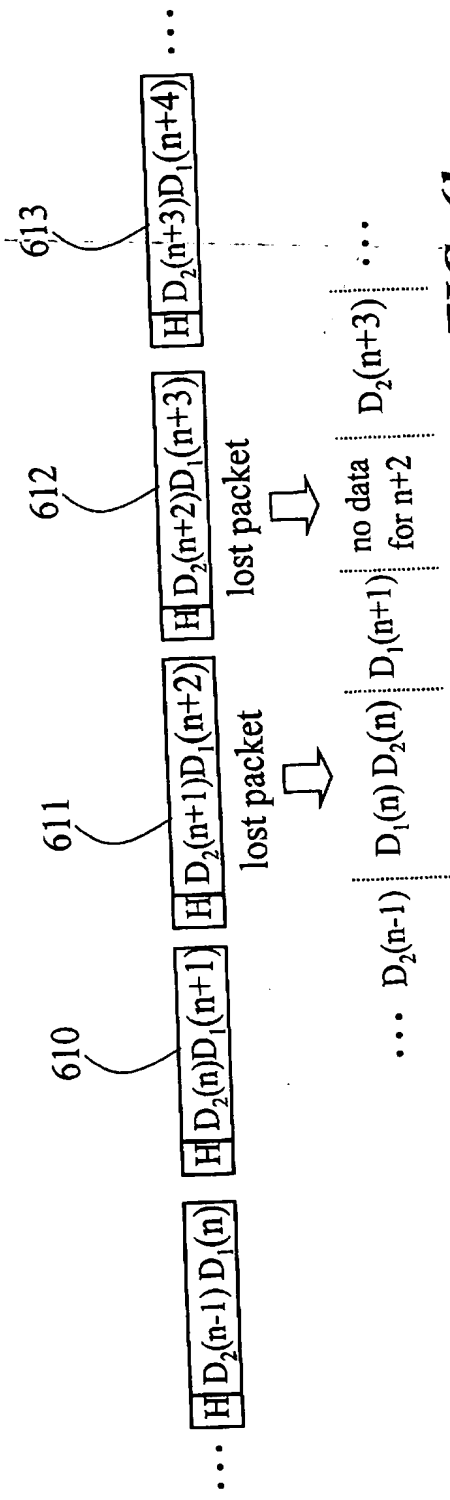 610 611 612 613
... H D₂(n-1) D₁(n) H D₂(n) D₁(n+1) H D₂(n+1) D₁(n+2) H D₂(n+2) D₁(n+3) H D₂(n+3) D₁(n+4) ...
lost packet lost packet
... D₂(n-1) D₁(n) D₂(n) D₁(n+1) no data D₂(n+3) ...
for n+2